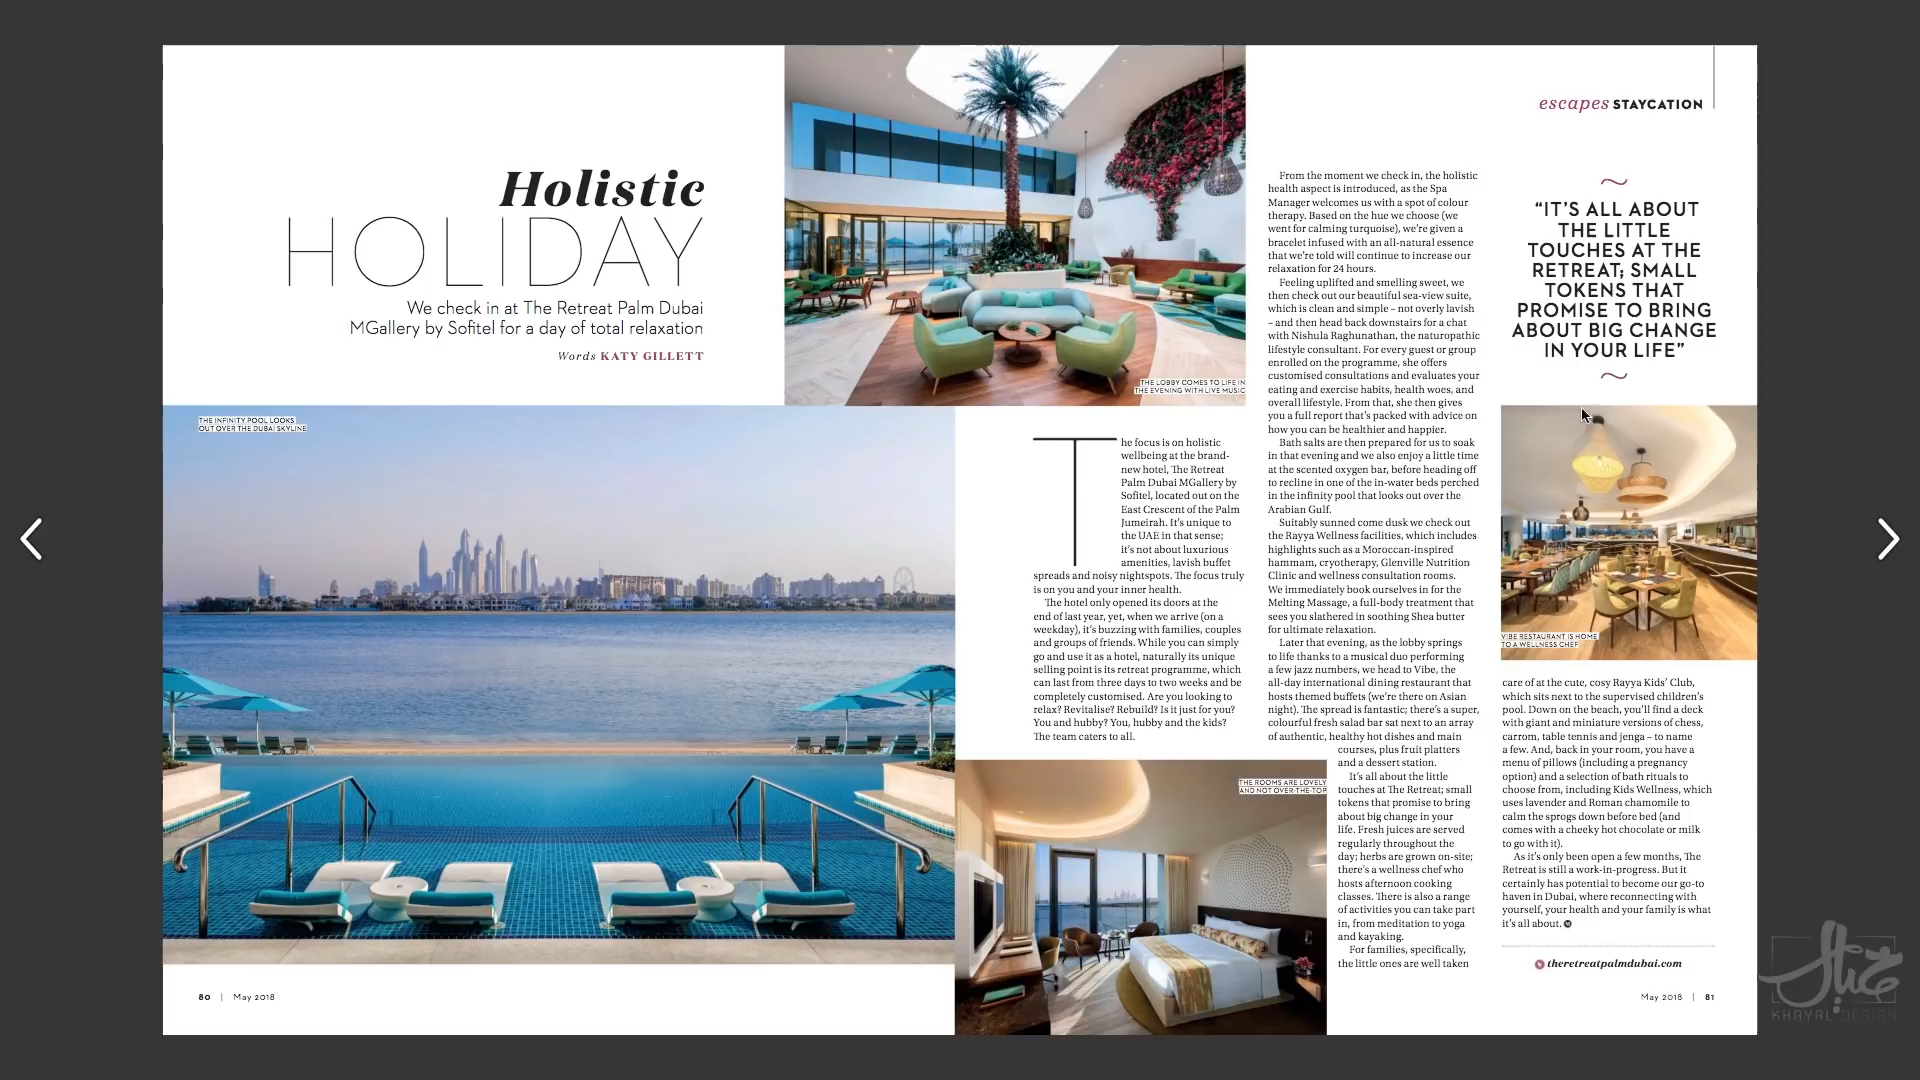 Holistic
HOLIDAY
We check in at The Retreat Palm Dubai
MGallery by Sofitel for a day of total relaxation
Words KATY GILLETT
THE LOBBY COMES TO LIFE IN
THE EVENING WITH LIVE MUSIC
THE INFINITY POOL LOOKS
OUT OVER THE DUBAI SKYLINE
The focus is on holistic
wellbeing at the brand-
new hotel, The Retreat
Palm Dubai MGallery by
Sofitel, located out on the
East Crescent of the Palm
Jumeirah. It's unique to
the UAE in that sense;
it's not about luxurious
amenities, lavish buffet
spreads and noisy nightspots. The focus truly
is on you and your inner health.
The hotel only opened its doors at the
end of last year, yet, when we arrive (on a
weekday), it's buzzing with families, couples
and groups of friends. While you can simply
go and use it as a hotel, naturally its unique
selling point is its retreat programme, which
can last from three days to two weeks and be
completely customised. Are you looking to
relax? Revitalise? Rebuild? Is it just for you?
You and hubby? You, hubby and the kids?
The team caters to all.
THE ROOMS ARE LOVELY
AND NOT OVER-THE-TOP
80 | May 2018
escapes STAYCATION
From the moment we check in, the holistic
health aspect is introduced, as the Spa
Manager welcomes us with a spot of colour
therapy. Based on the hue we choose (we
went for calming turquoise), we're given a
bracelet infused with an all-natural essence
that we're told will continue to increase our
relaxation for 24 hours.
Feeling uplifted and smelling sweet, we
then check out our beautiful sea-view suite,
which is clean and simple – not overly lavish
– and then head back downstairs for a chat
with Nishula Raghunathan, the naturopathic
lifestyle consultant. For every guest or group
enrolled on the programme, she offers
customised consultations and evaluates your
eating and exercise habits, health woes, and
overall lifestyle. From that, she then gives
you a full report that's packed with advice on
how you can be healthier and happier.
Bath salts are then prepared for us to soak
in that evening and we also enjoy a little time
at the scented oxygen bar, before heading off
to recline in one of the in-water beds perched
in the infinity pool that looks out over the
Arabian Gulf.
Suitably sunned come dusk we check out
the Rayya Wellness facilities, which includes
highlights such as a Moroccan-inspired
hammam, cryotherapy, Glenville Nutrition
Clinic and wellness consultation rooms.
We immediately book ourselves in for the
Melting Massage, a full-body treatment that
sees you slathered in soothing Shea butter
for ultimate relaxation.
Later that evening, as the lobby springs
to life thanks to a musical duo performing
a few jazz numbers, we head to Vibe, the
all-day international dining restaurant that
hosts themed buffets (we're there on Asian
night). The spread is fantastic; there's a super,
colourful fresh salad bar sat next to an array
of authentic, healthy hot dishes and main
courses, plus fruit platters
and a dessert station.
It's all about the little
touches at The Retreat; small
tokens that promise to bring
about big change in your
life. Fresh juices are served
regularly throughout the
day; herbs are grown on-site;
there's a wellness chef who
hosts afternoon cooking
classes. There is also a range
of activities you can take part
in, from meditation to yoga
and kayaking.
For families, specifically,
the little ones are well taken
“IT'S ALL ABOUT
THE LITTLE
TOUCHES AT THE
RETREAT; SMALL
TOKENS THAT
PROMISE TO BRING
ABOUT BIG CHANGE
IN YOUR LIFE”
VIBE RESTAURANT IS HOME
TO A WELLNESS CHEF
care of at the cute, cosy Rayya Kids' Club,
which sits next to the supervised children's
pool. Down on the beach, you'll find a deck
with giant and miniature versions of chess,
carrom, table tennis and jenga – to name
a few. And, back in your room, you have a
menu of pillows (including a pregnancy
option) and a selection of bath rituals to
choose from, including Kids Wellness, which
uses lavender and Roman chamomile to
calm the sprogs down before bed (and
comes with a cheeky hot chocolate or milk
to go with it).
As it's only been open a few months, The
Retreat is still a work-in-progress. But it
certainly has potential to become our go-to
haven in Dubai, where reconnecting with
yourself, your health and your family is what
it's all about.
theretreatpalmdubai.com
May 2018 | 81
خيال
KHAYAL DESIGN